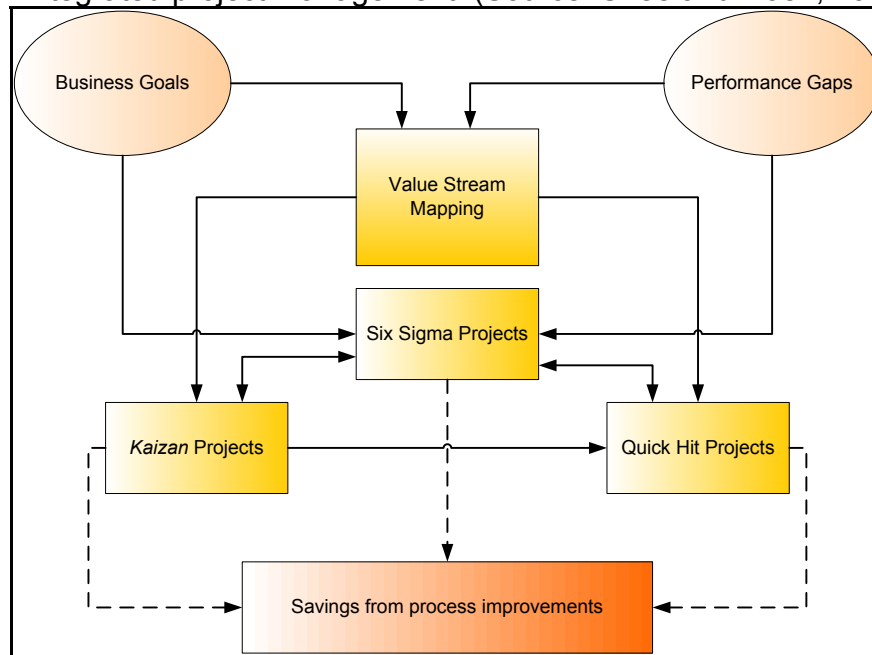 Business Goals
Performance Gaps
Value Stream
Mapping
Six Sigma Projects
Kaizan Projects
Quick Hit Projects
Savings from process improvements